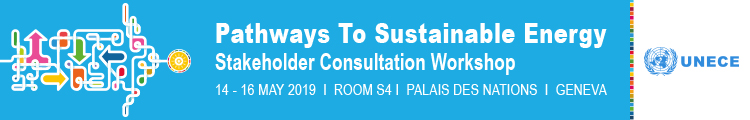 Pathways To Sustainable Energy
Stakeholder Consultation Workshop
14 - 16 MAY 2019 I ROOM S4 I PALAIS DES NATIONS I GENEVA
UNECE